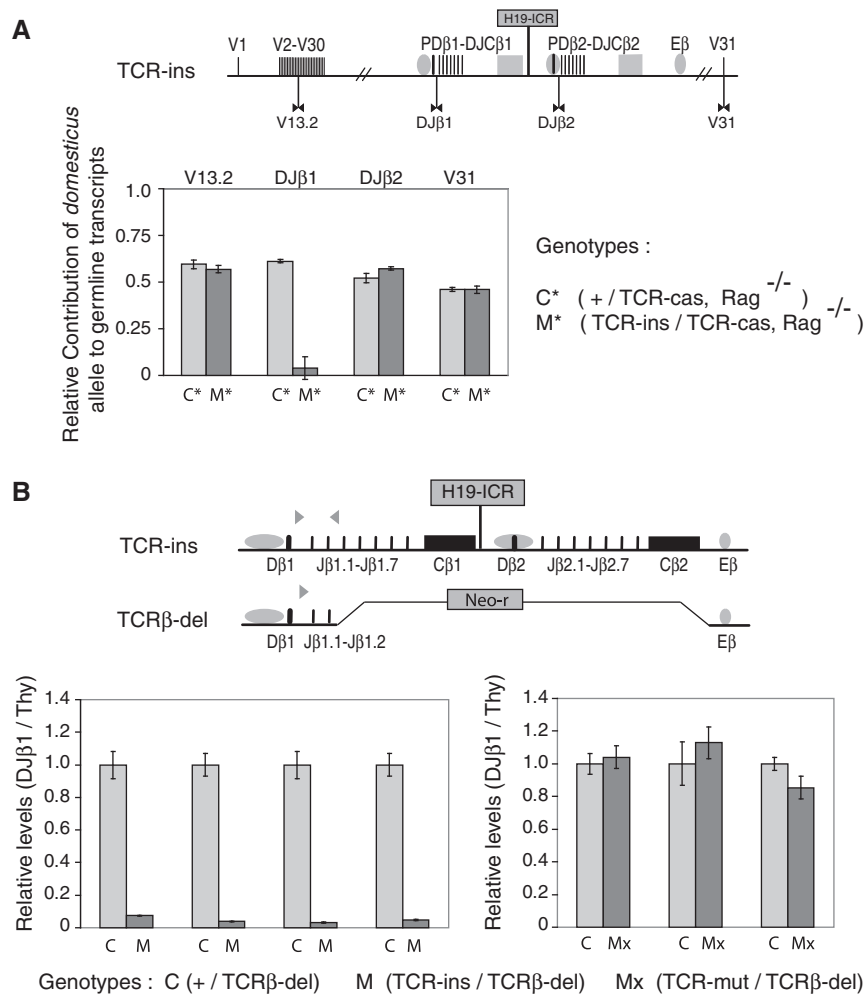 A
H19-ICR
V1 V2-V30 PDβ1-DJCβ1 PDβ2-DJCβ2 Eβ V31
TCR-ins
V13.2 DJβ1 DJβ2 V31
V13.2 DJβ1 DJβ2 V31
Relative Contribution of domesticus
allele to germline transcripts
1.0
0.75
0.5
0.25
0
C* M* C* M* C* M* C* M*
Genotypes :
C* ( + / TCR-cas, Rag -/- )
M* ( TCR-ins / TCR-cas, Rag -/- )
B
H19-ICR
TCR-ins
Dβ1 Jβ1.1-Jβ1.7 Cβ1 Dβ2 Jβ2.1-Jβ2.7 Cβ2 Eβ
Neo-r
TCRβ-del
Dβ1 Jβ1.1-Jβ1.2 Eβ
Relative levels (DJβ1 / Thy)
1.4
1.2
1.0
0.8
0.6
0.4
0.2
0
C M C M C M C M
Relative levels (DJβ1 / Thy)
1.4
1.2
1.0
0.8
0.6
0.4
0.2
0
C Mx C Mx C Mx
Genotypes : C (+ / TCRβ-del) M (TCR-ins / TCRβ-del) Mx (TCR-mut / TCRβ-del)